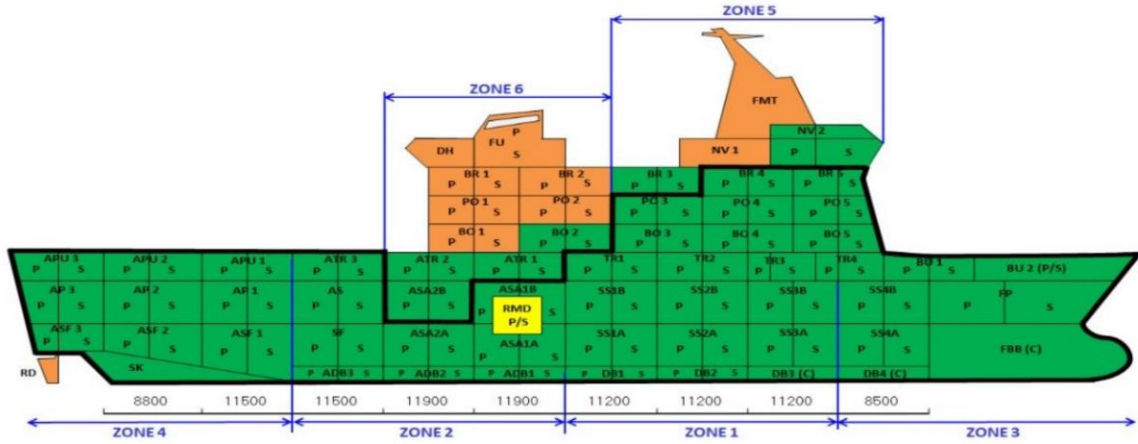 ZONE 5
ZONE 6
FMT
P
FU
S
DH
NV 2
NV 1 P S
BR 1 BR 2 BR 3 BR 4 BR 5
P S P S P S P S P S
PO 1 PO 2 PO 3 PO 4 PO 5
P S P S P S P S P S
BO 1 BO 2 BO 3 BO 4 BO 5
P S P S P S P S P S
APU 3 APU 2 APU 1 ATR 3 ATR 2 ATR 1 TR1 TR2 TR3 TR4 BU 1 BU 2 (P/S)
P S P S P S P S P S P S P S P S P S P S P S
AP 3 AP 2 AP 1 AS ASA2B ASA1B SS1B SS2B SS3B SS4B FP
P S P S P S P S P S P S P S P S P S P S P S
RMD
P/S
ASF 3 ASF 2 ASF 1 SF ASA2A ASA1A SS1A SS2A SS3A SS4A FBB (C)
P S P S P S P S P S P S P S P S P S P S
RD SK P ADB3 S P ADB2 S P ADB1 S P DB1 S P DB2 S DB3 (C) DB4 (C)
8800 11500 11500 11900 11900 11200 11200 11200 8500
ZONE 4 ZONE 2 ZONE 1 ZONE 3